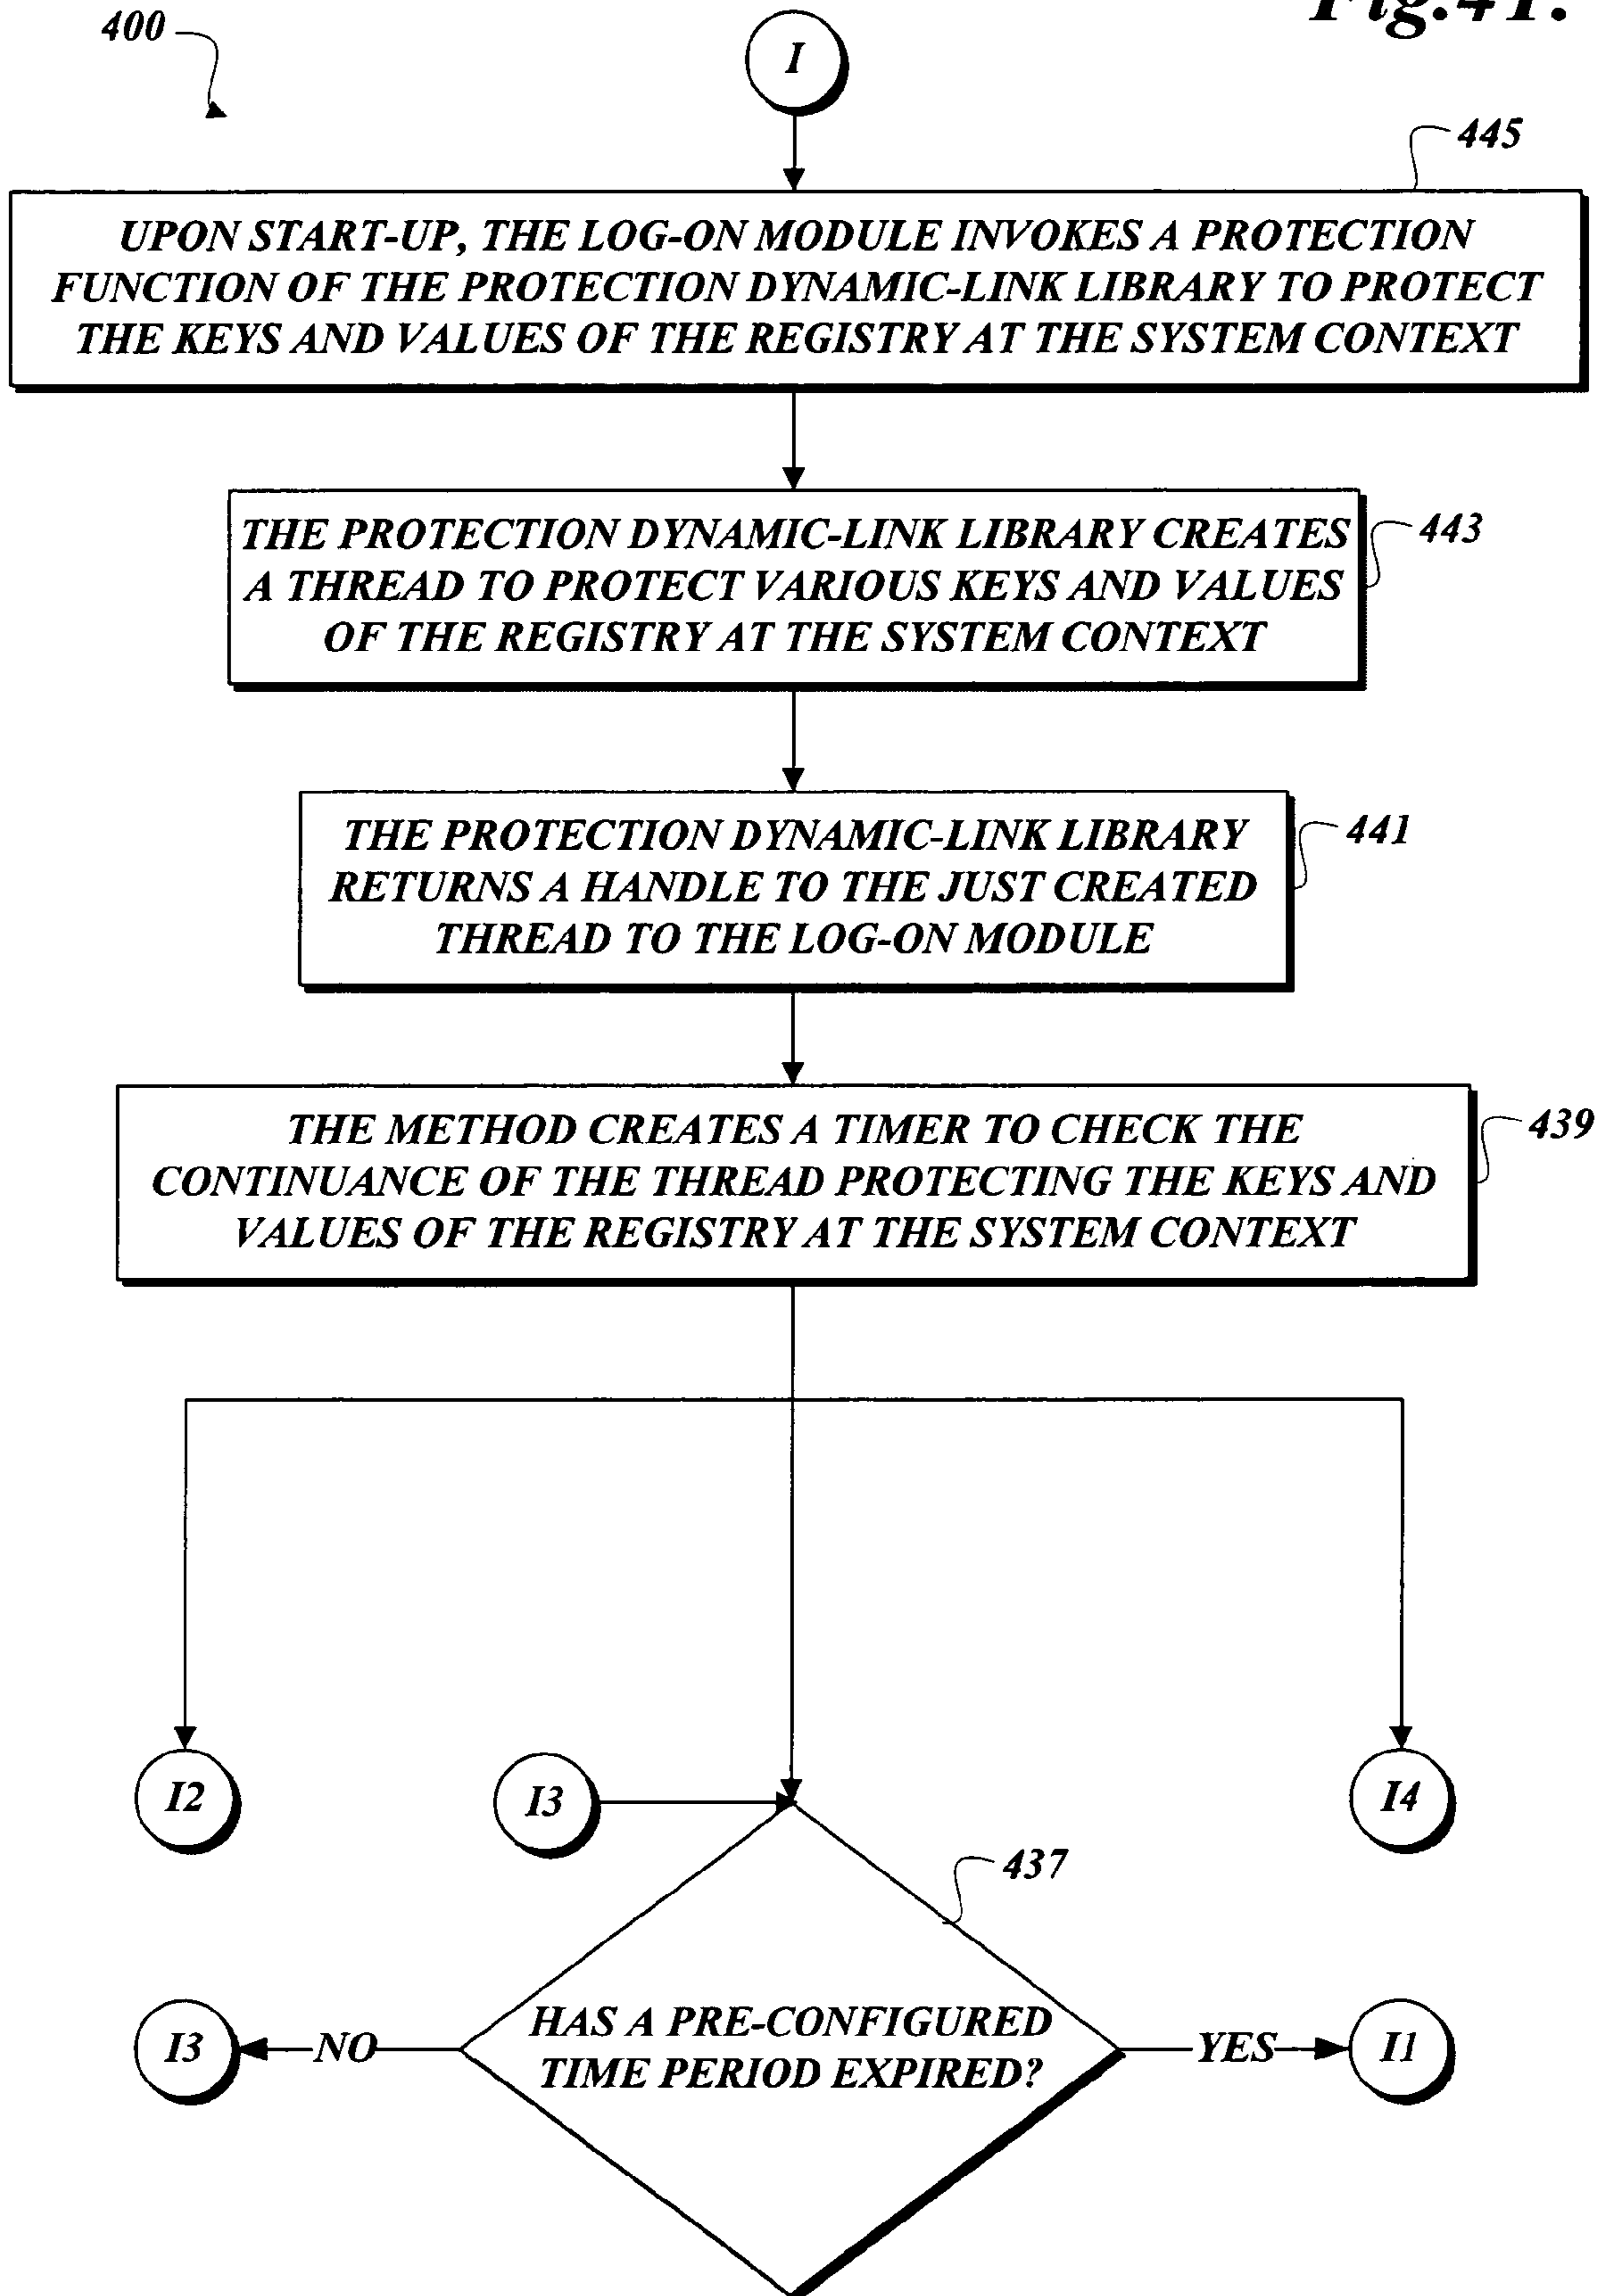 400
I
445
UPON START-UP, THE LOG-ON MODULE INVOKES A PROTECTION
FUNCTION OF THE PROTECTION DYNAMIC-LINK LIBRARY TO PROTECT
THE KEYS AND VALUES OF THE REGISTRY AT THE SYSTEM CONTEXT
THE PROTECTION DYNAMIC-LINK LIBRARY CREATES
A THREAD TO PROTECT VARIOUS KEYS AND VALUES
OF THE REGISTRY AT THE SYSTEM CONTEXT
443
THE PROTECTION DYNAMIC-LINK LIBRARY
RETURNS A HANDLE TO THE JUST CREATED
THREAD TO THE LOG-ON MODULE
441
THE METHOD CREATES A TIMER TO CHECK THE
CONTINUANCE OF THE THREAD PROTECTING THE KEYS AND
VALUES OF THE REGISTRY AT THE SYSTEM CONTEXT
439
I2
I3
I4
437
I3
NO
HAS A PRE-CONFIGURED
TIME PERIOD EXPIRED?
YES
I1